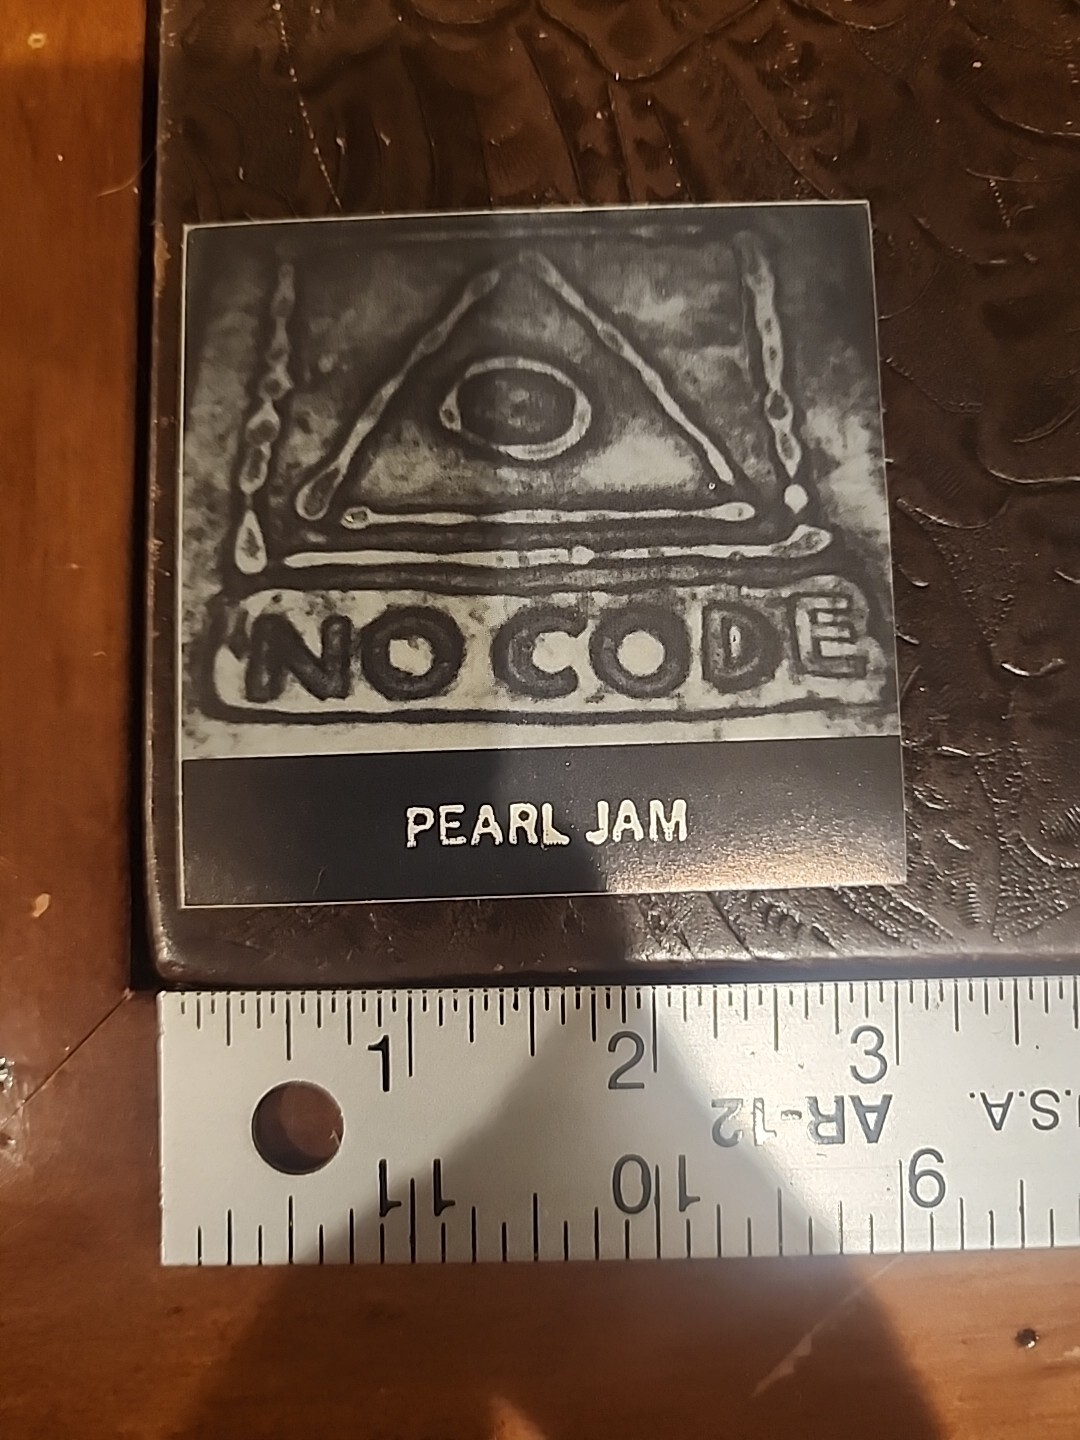 NO CODE
PEARL JAM
1 2 3
AR-12
U.S.A.
11 10 9